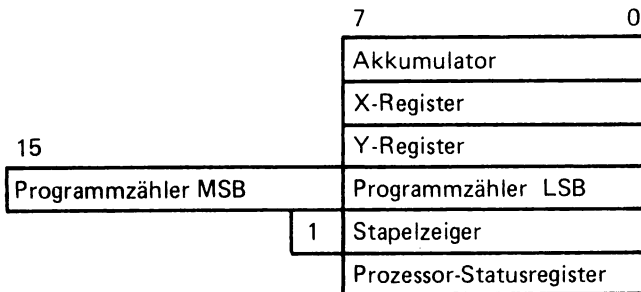 7 0
Akkumulator
X-Register
15 Y-Register
Programmzähler MSB Programmzähler LSB
1 Stapelzeiger
Prozessor-Statusregister